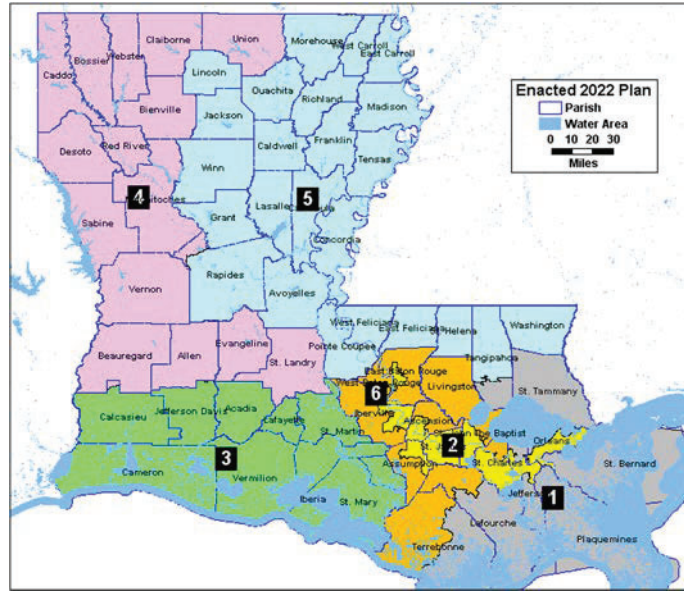 Enacted 2022 Plan
Parish
Water Area
0 10 20 30
Miles
Claiborne
Union
Morehouse
West Carroll
East Carroll
Bossier
Webster
Caddo
Lincoln
Ouachita
Richland
Madison
Bienville
Jackson
Franklin
Red River
Caldwell
Tensas
Desoto
Winn
4
5
Lasalle
Sabine
Grant
Concordia
Rapides
Vernon
Avoyelles
West Feliciana
East Feliciana
St. Helena
Washington
Evangeline
Pointe Coupee
Tangipahoa
Beauregard
Allen
St. Landry
East Baton Rouge
Livingston
St. Tammany
6
Calcasieu
Jefferson Davis
Acadia
Iberville
Lafayette
Ascension
St. Martin
2
Orleans
3
Assumption
St. Charles
St. Bernard
Cameron
Vermilion
Iberia
St. Mary
1
Lafourche
Plaquemines
Terrebonne